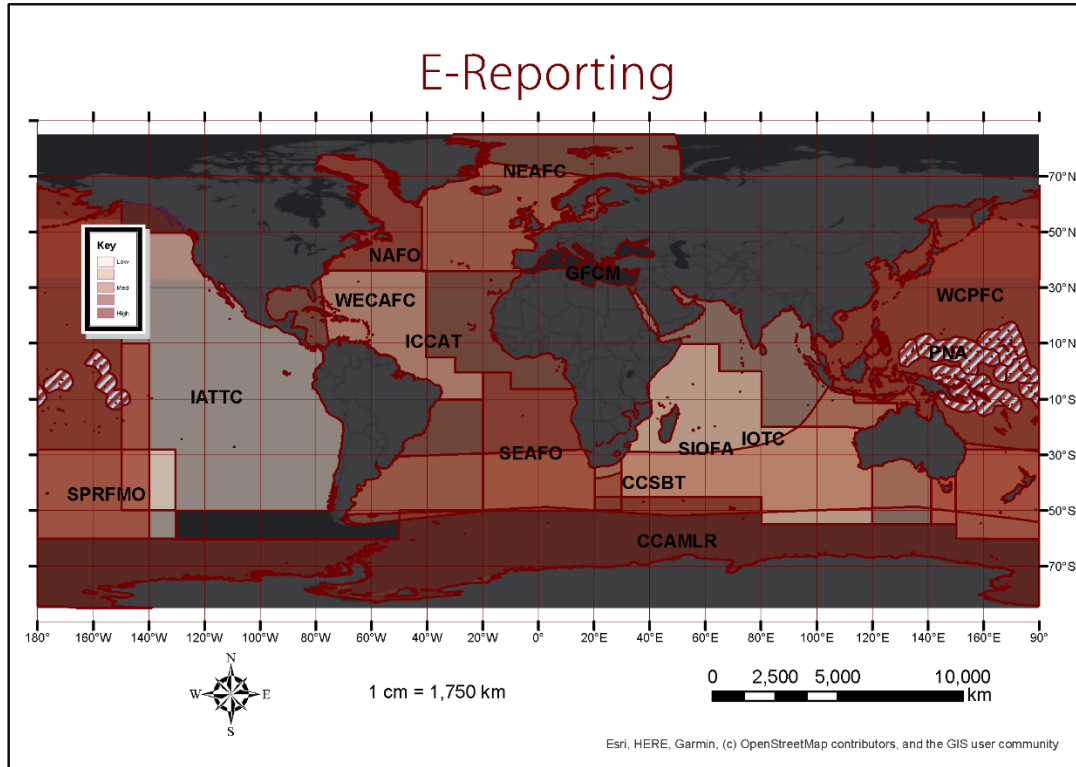 E-Reporting
70°N
50°N
30°N
10°N
10°S
30°S
50°S
70°S
Key
Low
Med
High
NEAFC
NAFO
GFCM
WECAFC
WCPFC
ICCAT
PNA
IATTC
SEAFO
SIOFA
IOTC
SPRFMO
CCSBT
CCAMLR
180° 160°W 140°W 120°W 100°W 80°W 60°W 40°W 20°W 0° 20°E 40°E 60°E 80°E 100°E 120°E 140°E 160°E 90°
N
W E
S
1 cm = 1,750 km
0 2,500 5,000 10,000
km
Esri, HERE, Garmin, (c) OpenStreetMap contributors, and the GIS user community